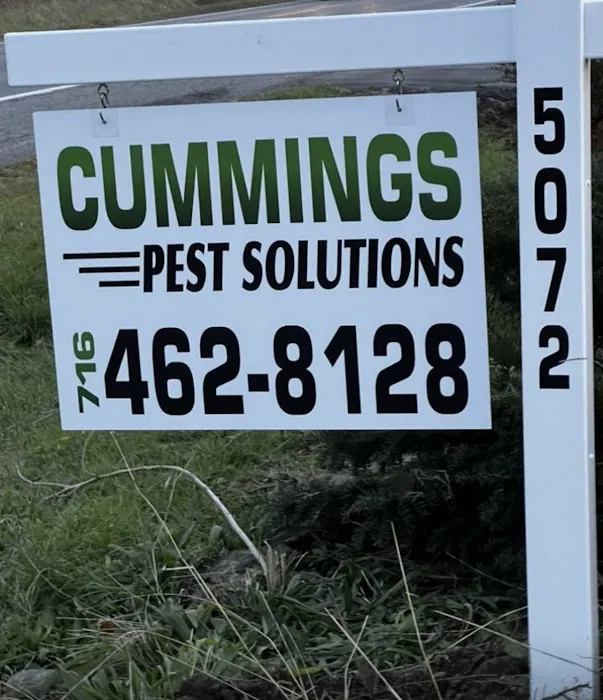 CUMMINGS
PEST SOLUTIONS
716 462-8128
5072